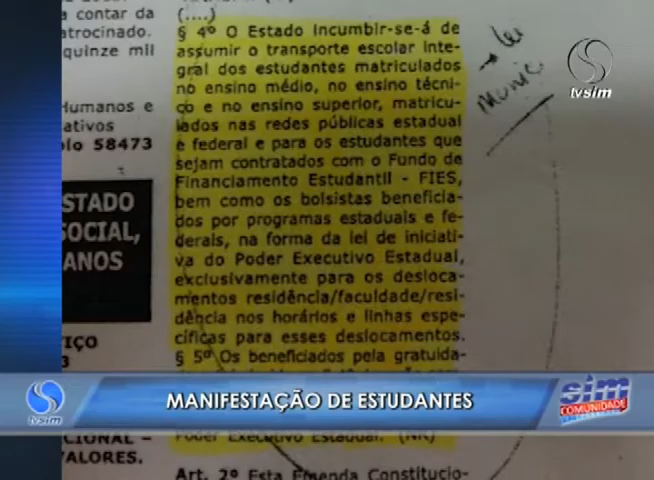 a contar da
atrocinado.
quinze mil
Humanos e
ativos
58473
STADO
SOCIAL,
ANOS
3
CIONAL –
VALORES.
(....)
§ 4º O Estado incumbir-se-á de
assumir o transporte escolar inte-
gral dos estudantes matriculados
no ensino médio, no ensino técni-
co e no ensino superior, matricu-
lados nas redes públicas estadual
e federal e para os estudantes que
sejam contratados com o Fundo de
Financiamento Estudantil - FIES,
bem como os bolsistas beneficia-
dos por programas estaduais e fe-
derais, na forma da lei de iniciati-
va do Poder Executivo Estadual,
exclusivamente para os desloca-
mentos residência/faculdade/resi-
dência nos horários e linhas espe-
cíficas para esses deslocamentos.
§ 5º Os beneficiados pela gratuida-
Poder Executivo Estadual. (NR)
Art. 2º Esta Emenda Constitucio-
lei
tvsim
tvsim
MANIFESTAÇÃO DE ESTUDANTES
sim
COMUNIDADE